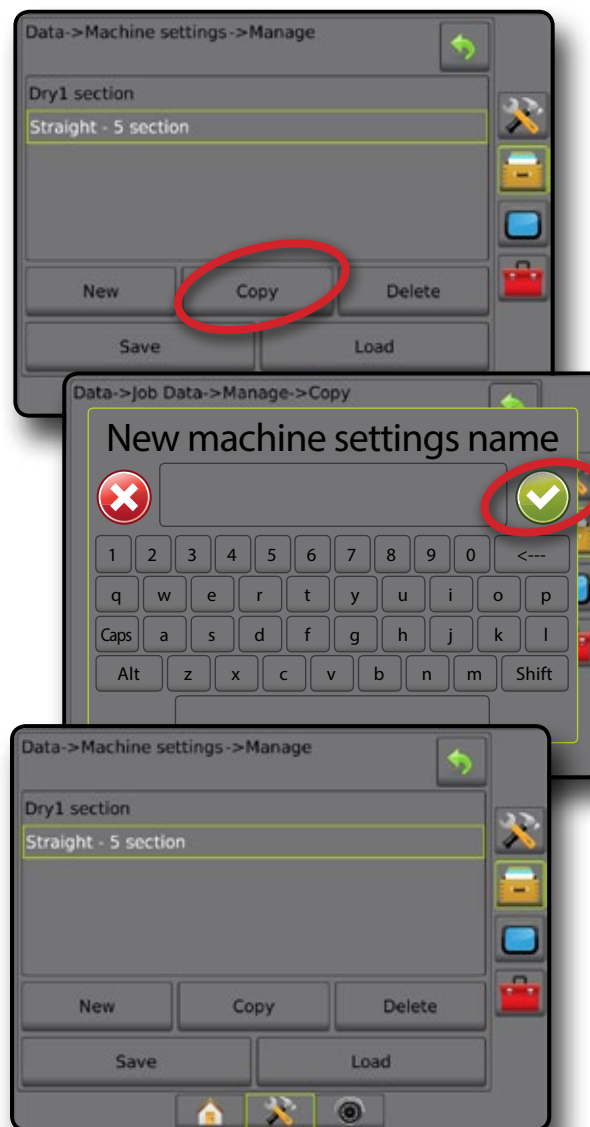 Data->Machine settings->Manage
Dry1 section
Straight - 5 section
New Copy Delete
Save Load
Data->Job Data->Manage->Copy
New machine settings name
1 2 3 4 5 6 7 8 9 0 <---
q w e r t y u i o p
Caps a s d f g h j k l
Alt z x c v b n m Shift
Data->Machine settings->Manage
Dry1 section
Straight - 5 section
New Copy Delete
Save Load